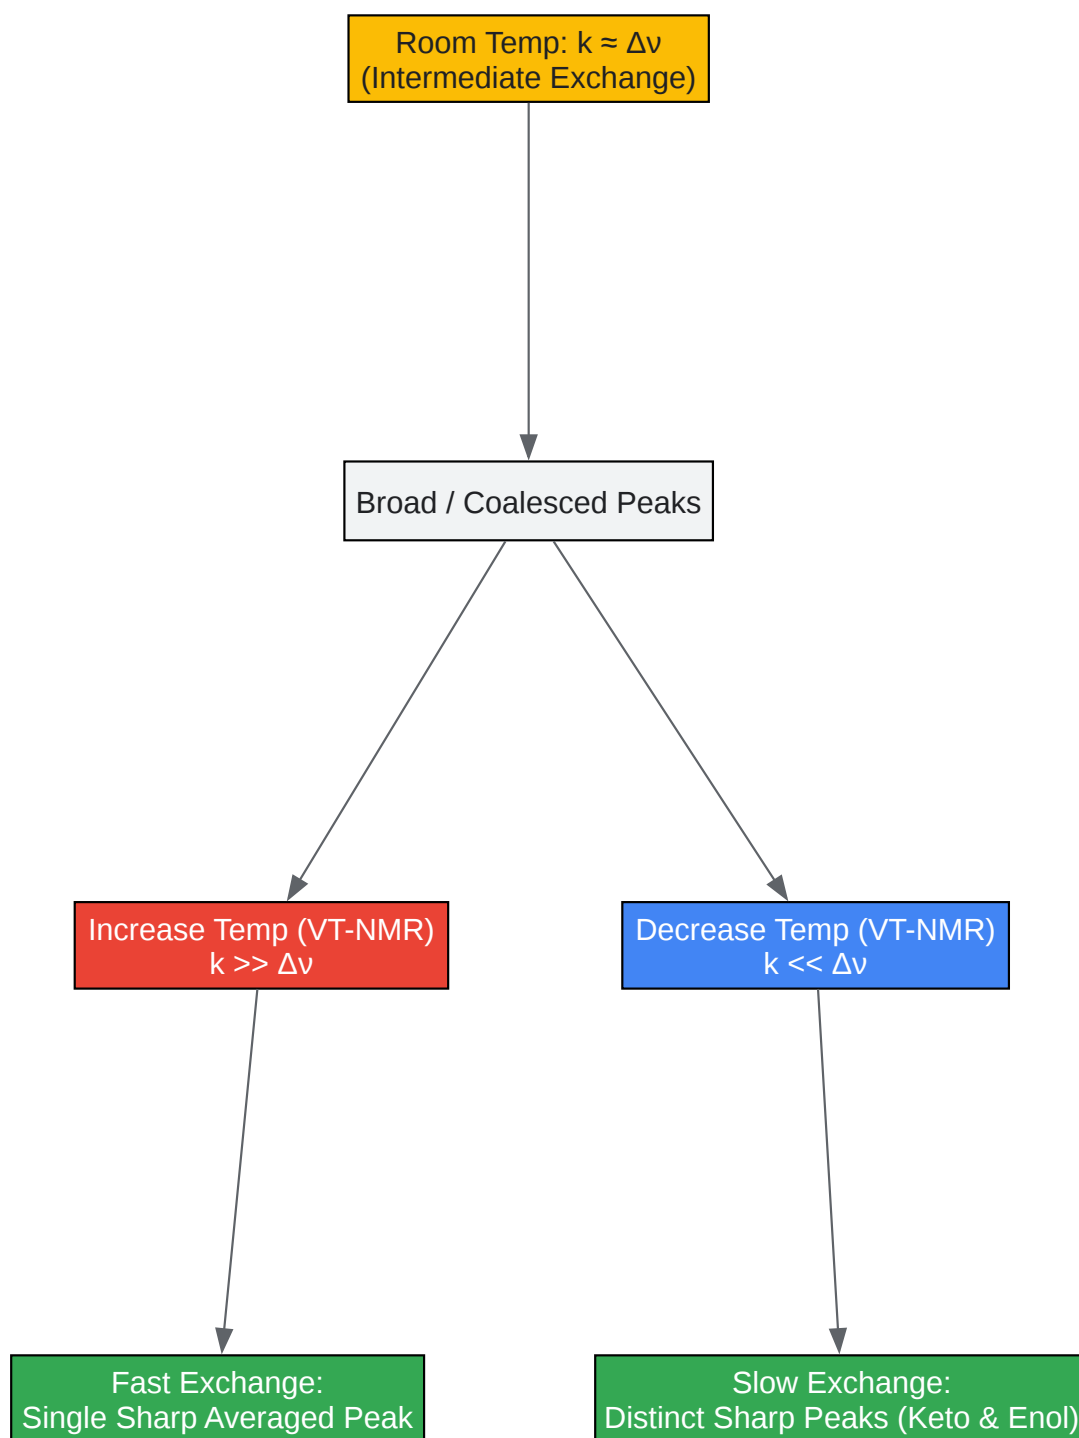 Room Temp: k ≈ Δν
(Intermediate Exchange)
Broad / Coalesced Peaks
Increase Temp (VT-NMR)
k >> Δν
Decrease Temp (VT-NMR)
k << Δν
Fast Exchange:
Single Sharp Averaged Peak
Slow Exchange:
Distinct Sharp Peaks (Keto & Enol)